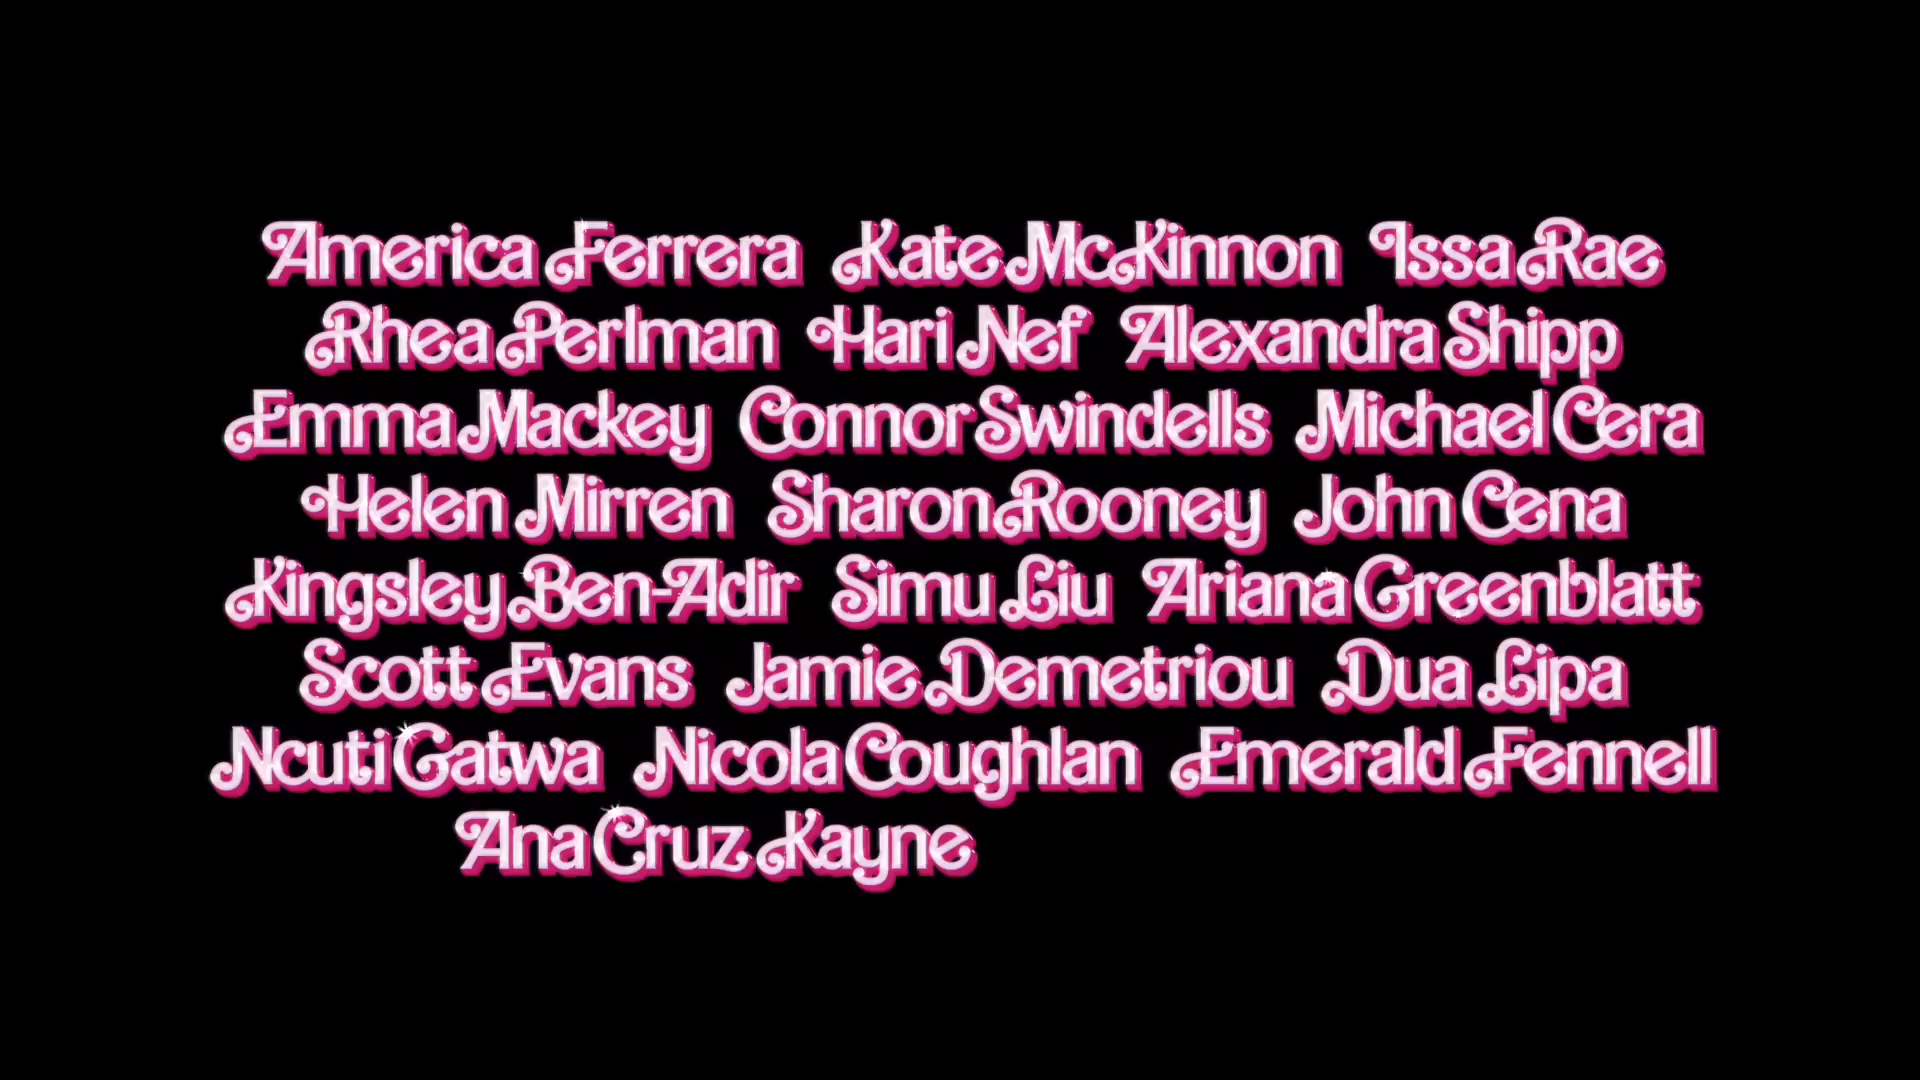 America Ferrera Kate McKinnon Issa Rae
Rhea Perlman Hari Nef Alexandra Shipp
Emma Mackey Connor Swindells Michael Cera
Helen Mirren Sharon Rooney John Cena
Kingsley Ben-Adir Simu Liu Ariana Greenblatt
Scott Evans Jamie Demetriou Dua Lipa
Ncuti Gatwa Nicola Coughlan Emerald Fennell
Ana Cruz Kayne